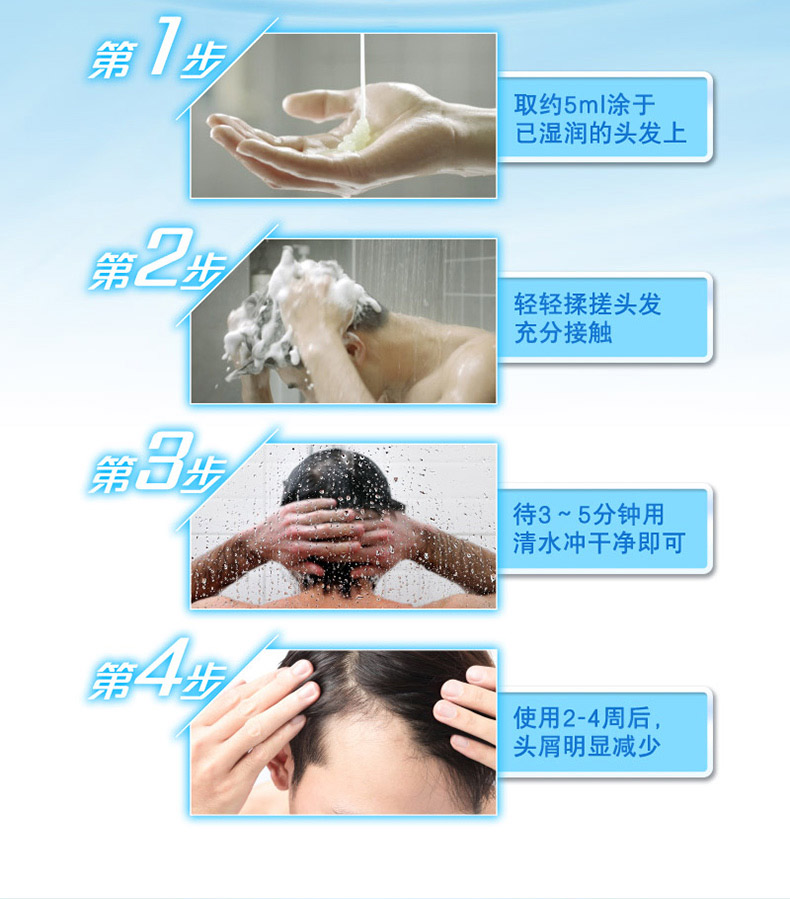 第1步
取约5ml涂于
已湿润的头发上
第2步
轻轻揉搓头发
充分接触
第3步
待3~5分钟用
清水冲干净即可
第4步
使用2-4周后,
头屑明显减少